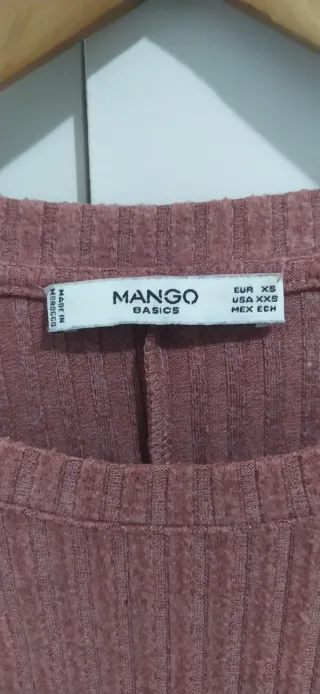 MADE IN
MOROCCO
MANGO
BASICS
EUR XS
USA XXS
MEX ECH